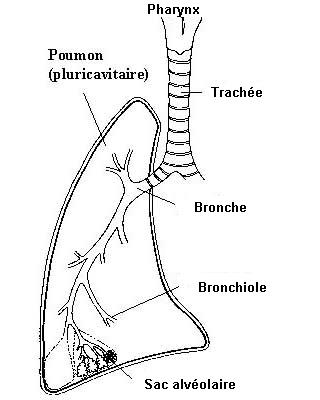 Pharynx
Poumon
(pluricavitaire)
Trachée
Bronche
Bronchiole
Sac alvéolaire